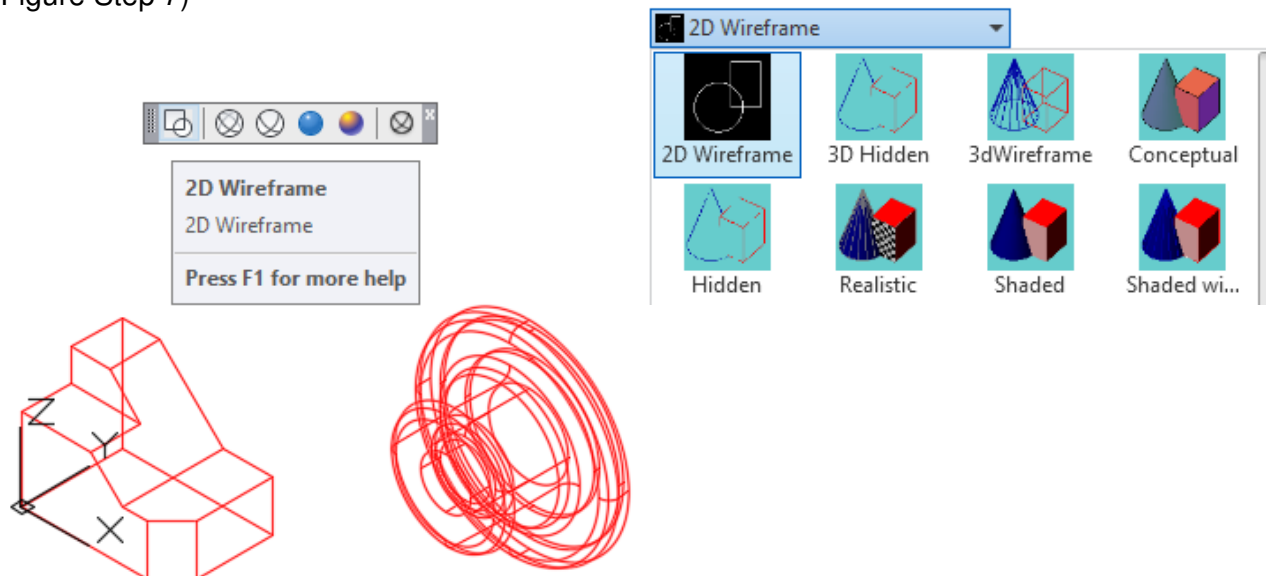 Figure Step 7)
2D Wireframe
2D Wireframe 3D Hidden 3dWireframe Conceptual
Hidden Realistic Shaded Shaded wi...
2D Wireframe
2D Wireframe
Press F1 for more help
Z
Y
X